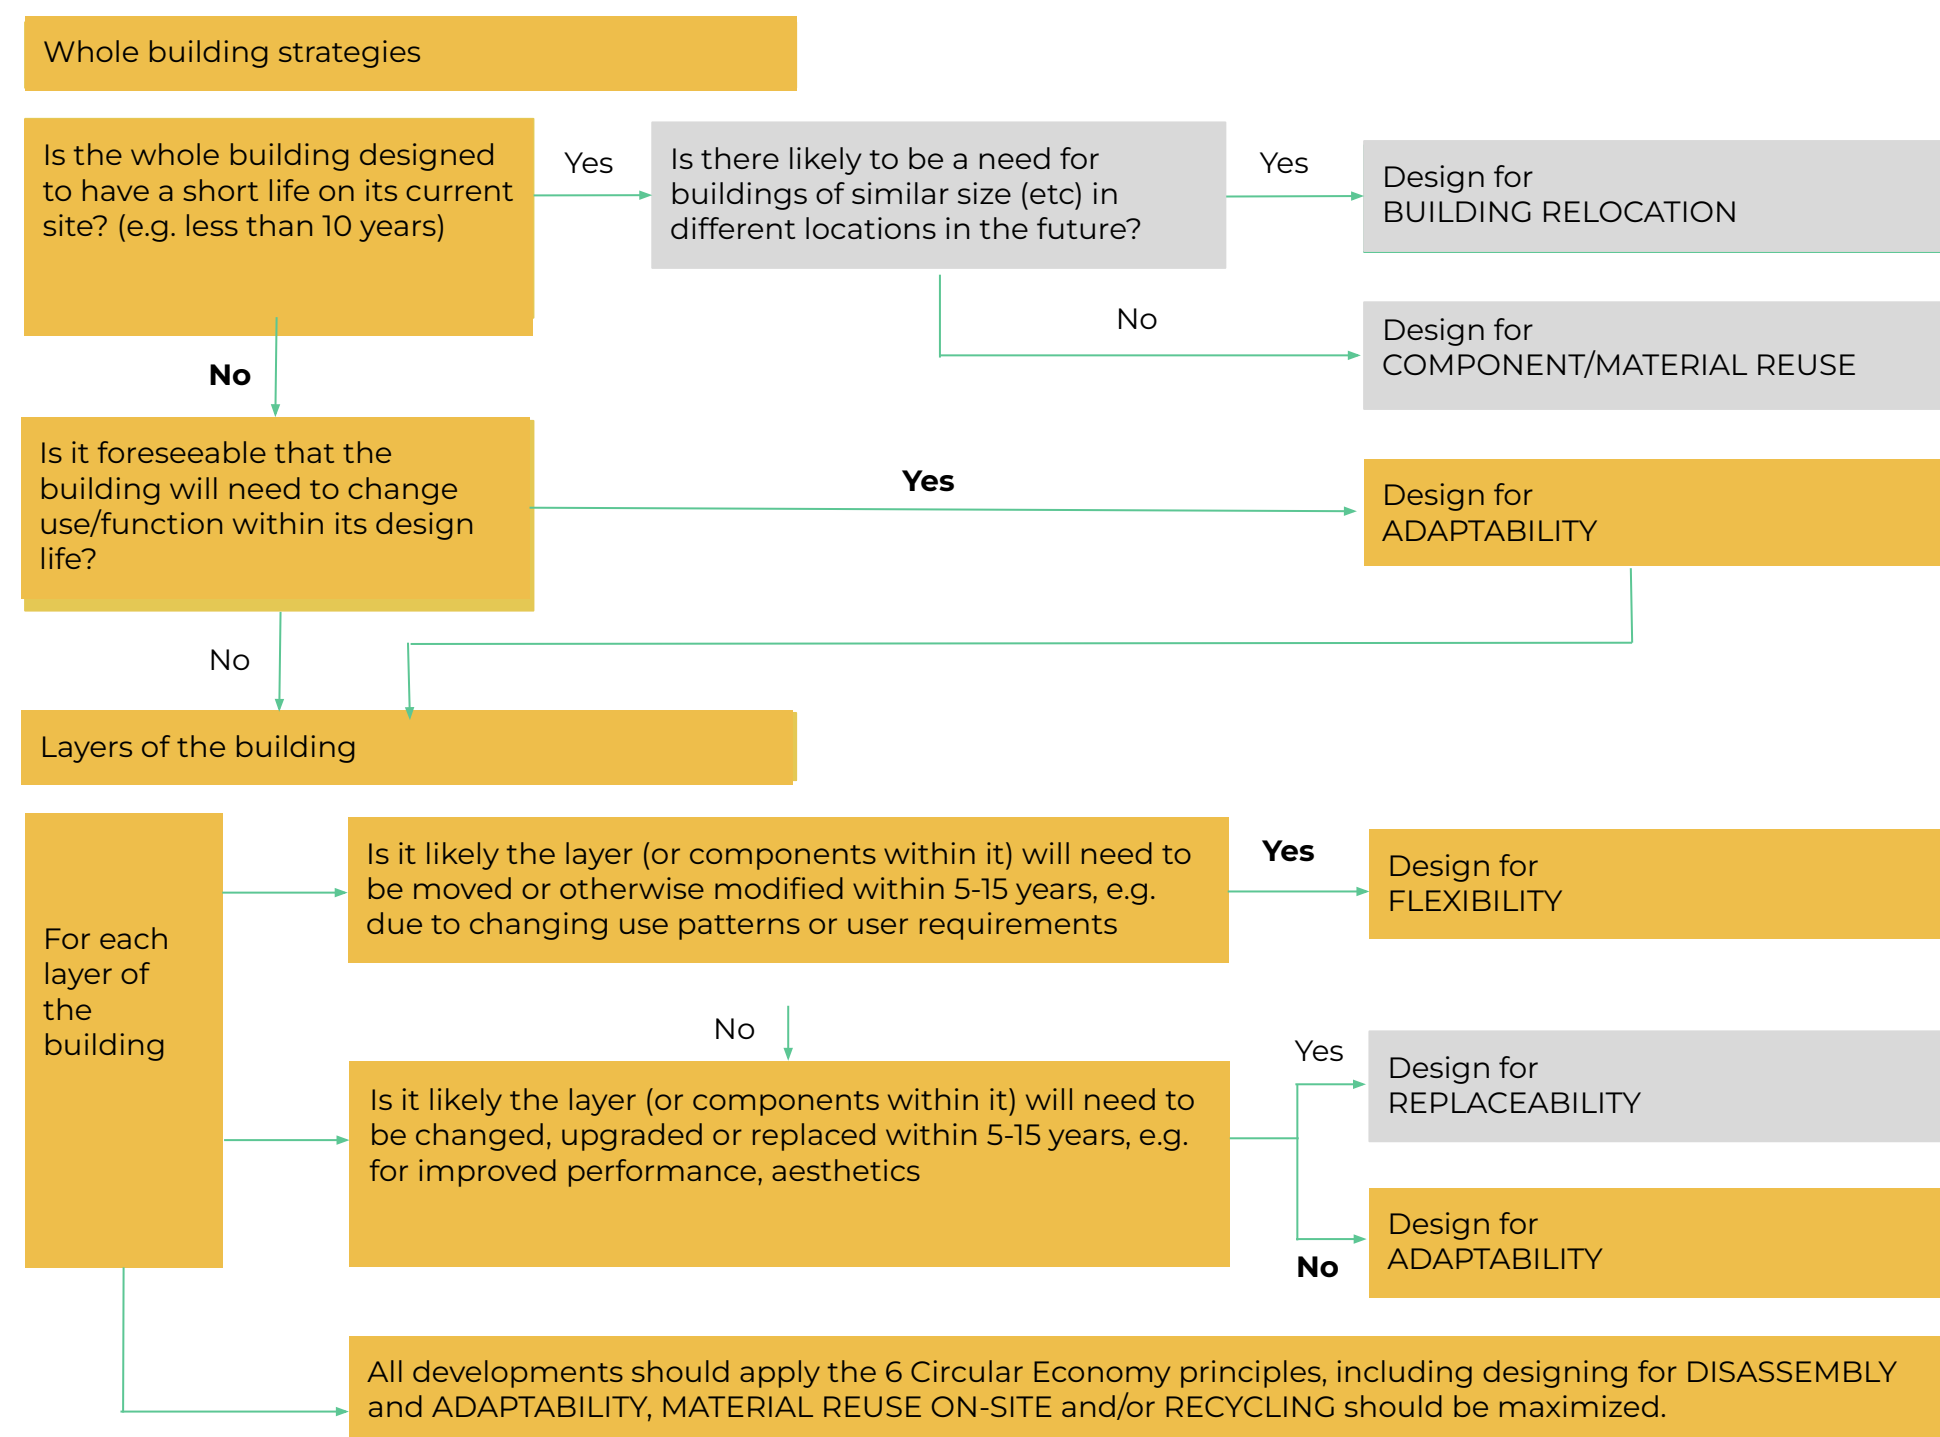 Whole building strategies
Is the whole building designed
to have a short life on its current
site? (e.g. less than 10 years)
Yes
Is there likely to be a need for
buildings of similar size (etc) in
different locations in the future?
Yes
Design for
BUILDING RELOCATION
No
Design for
COMPONENT/MATERIAL REUSE
No
Is it foreseeable that the
building will need to change
use/function within its design
life?
Yes
Design for
ADAPTABILITY
No
Layers of the building
For each
layer of
the
building
Is it likely the layer (or components within it) will need to
be moved or otherwise modified within 5-15 years, e.g.
due to changing use patterns or user requirements
Yes
Design for
FLEXIBILITY
No
Is it likely the layer (or components within it) will need to
be changed, upgraded or replaced within 5-15 years, e.g.
for improved performance, aesthetics
Yes
Design for
REPLACEABILITY
No
Design for
ADAPTABILITY
All developments should apply the 6 Circular Economy principles, including designing for DISASSEMBLY
and ADAPTABILITY, MATERIAL REUSE ON-SITE and/or RECYCLING should be maximized.